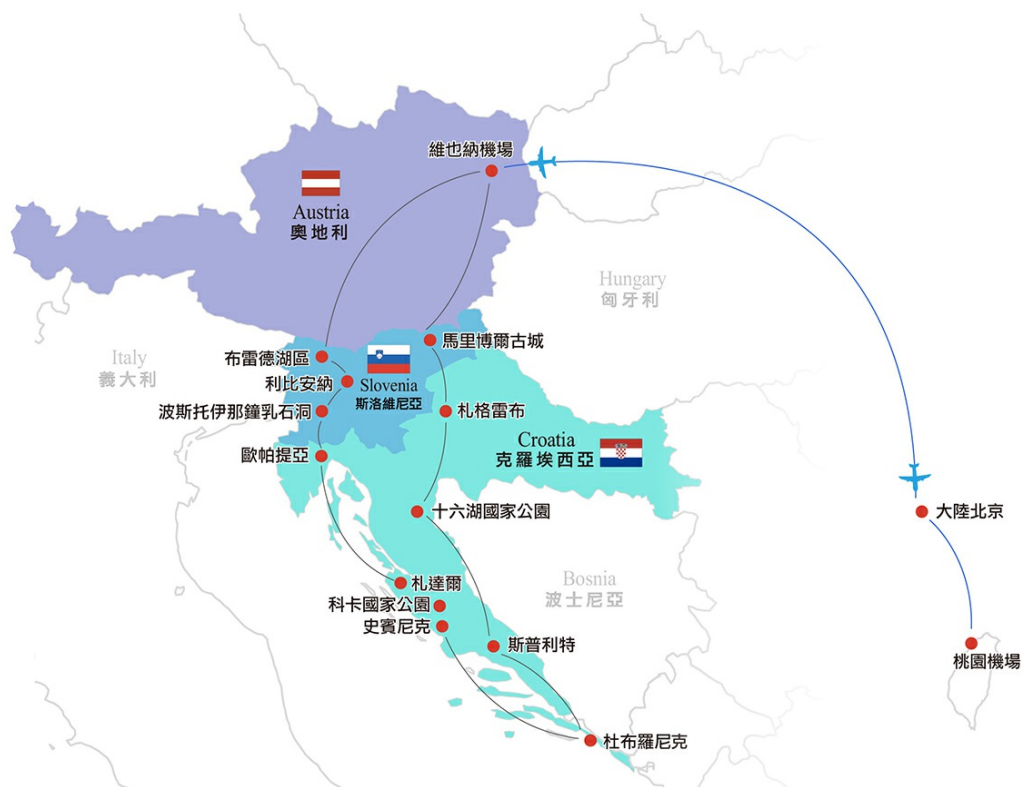 維也納機場
Austria
奧地利
Hungary
匈牙利
Italy
義大利
布雷德湖區
馬里博爾古城
利比安納
Slovenia
斯洛維尼亞
波斯托伊那鐘乳石洞
札格雷布
Croatia
克羅埃西亞
歐帕提亞
十六湖國家公園
大陸北京
Bosnia
波士尼亞
札達爾
科卡國家公園
史賓尼克
斯普利特
桃園機場
杜布羅尼克